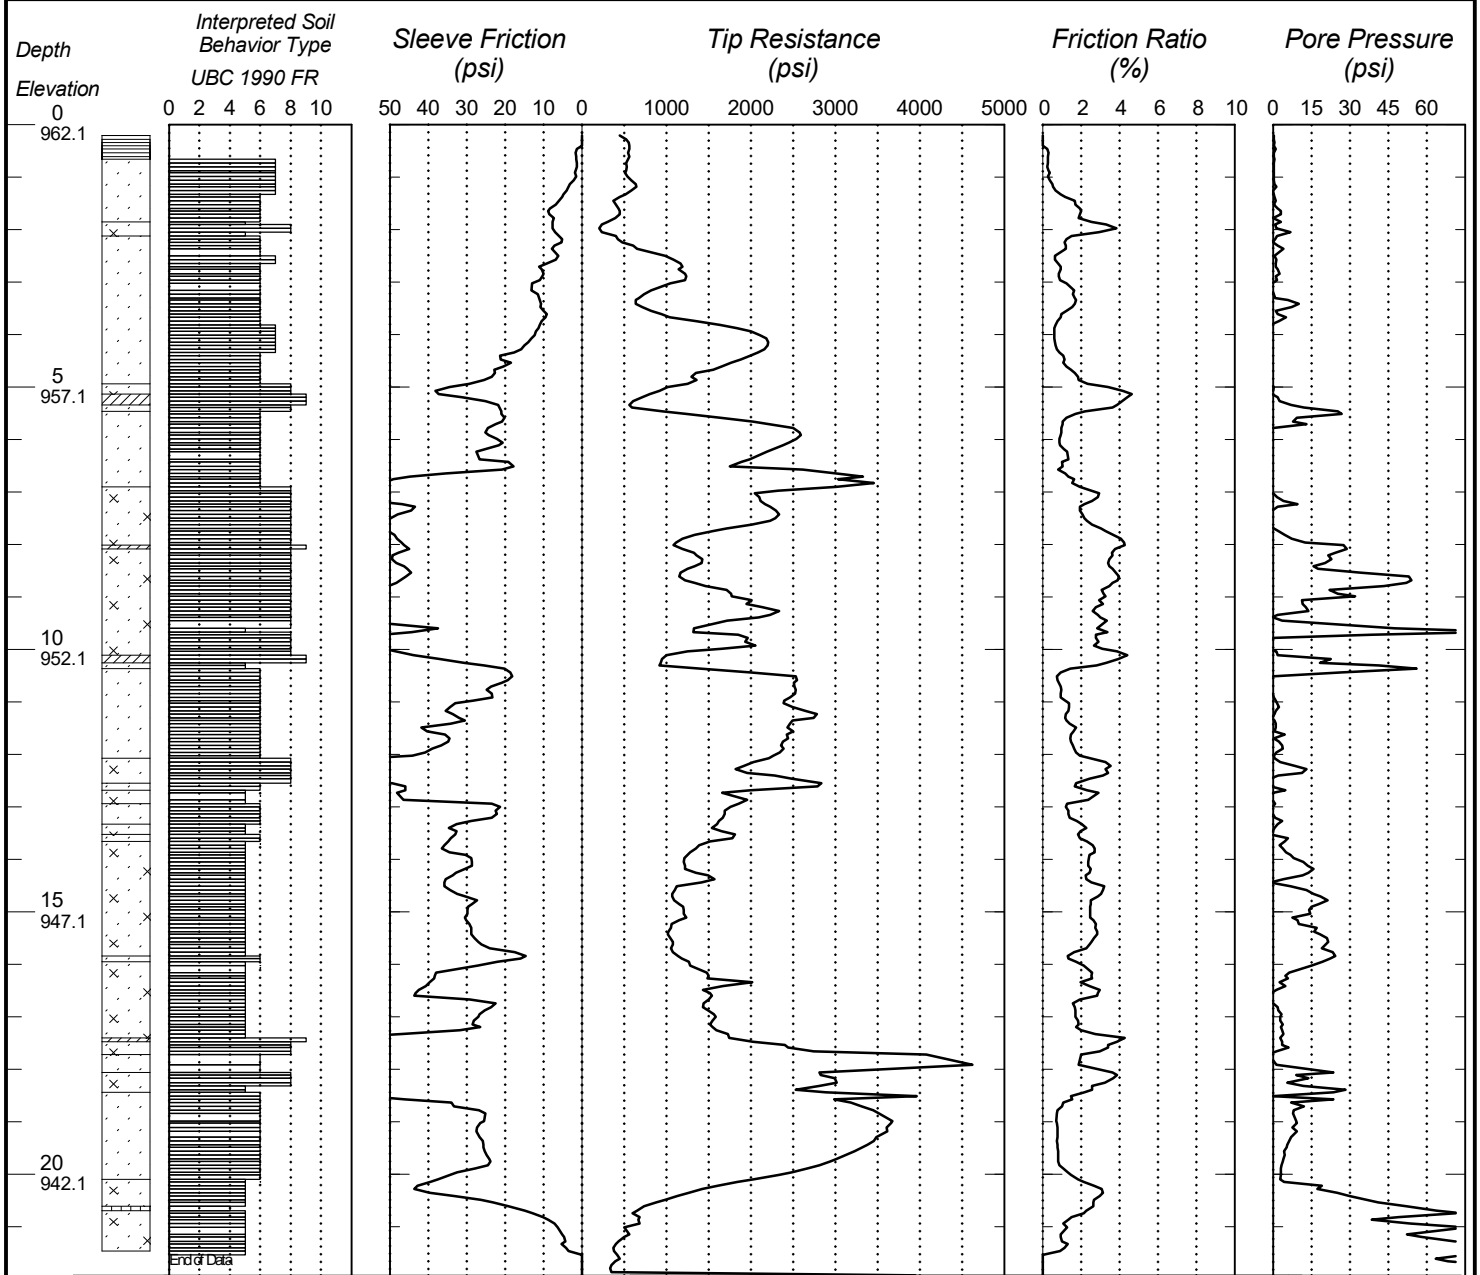 Depth
Elevation
Interpreted Soil
Behavior Type
UBC 1990 FR
Sleeve Friction
(psi)
Tip Resistance
(psi)
Friction Ratio
(%)
Pore Pressure
(psi)
0 2 4 6 8 10
50 40 30 20 10 0
1000 2000 3000 4000 5000
0 2 4 6 8 10
0 15 30 45 60
0
962.1
5
957.1
10
952.1
15
947.1
20
942.1
End of Data